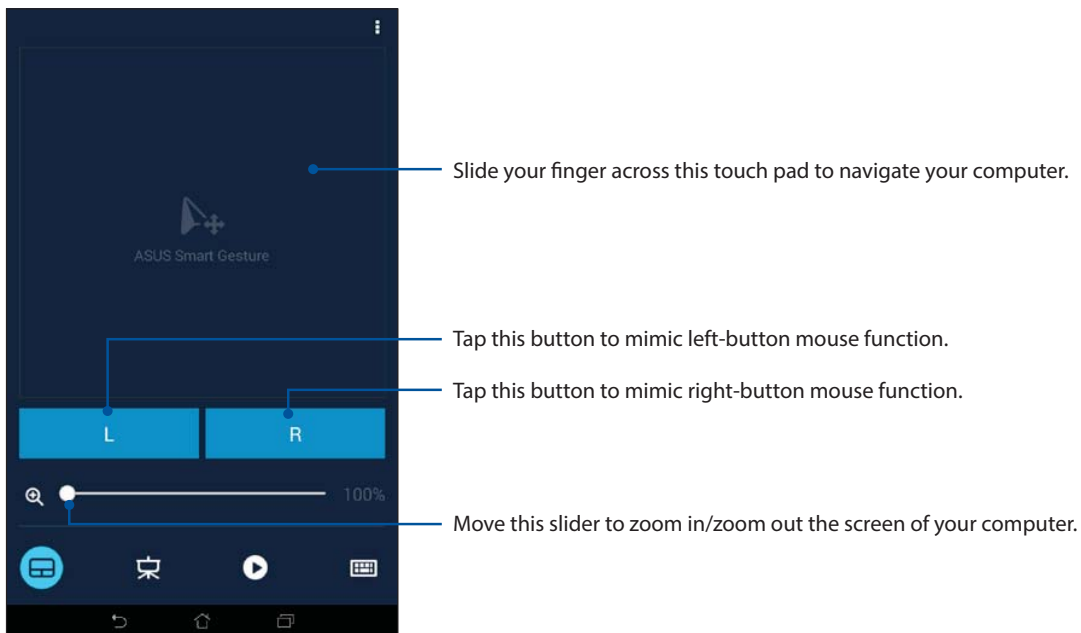 Slide your finger across this touch pad to navigate your computer.
ASUS Smart Gesture
Tap this button to mimic left-button mouse function.
Tap this button to mimic right-button mouse function.
L R
100%
Move this slider to zoom in/zoom out the screen of your computer.